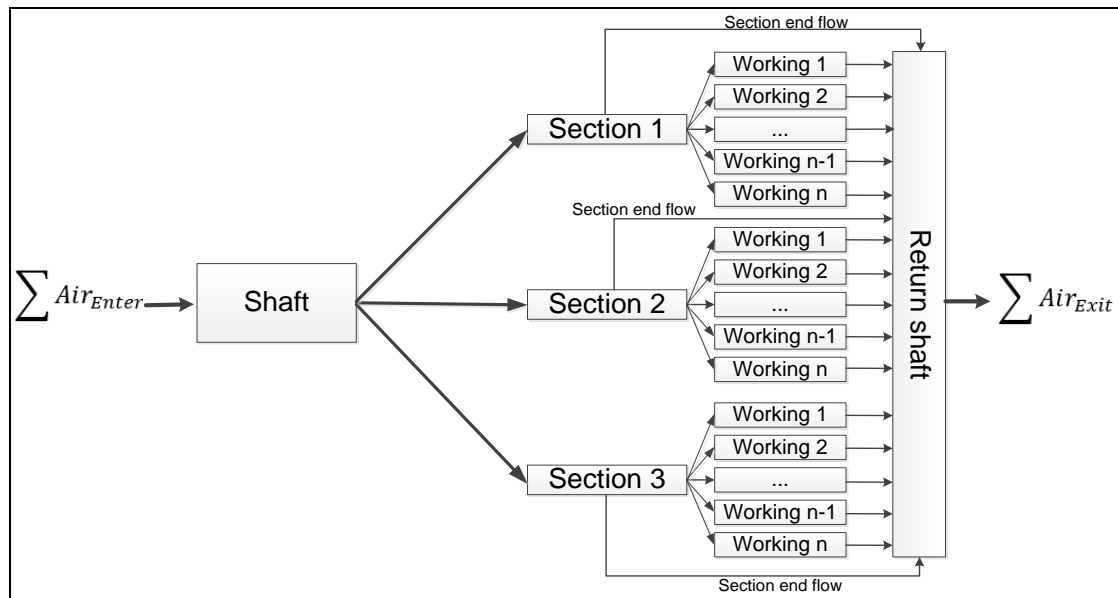 Section end flow
Working 1
Working 2
Section 1
...
Working n-1
Working n
Section end flow
Working 1
Working 2
∑ Air_Enter
Shaft
Section 2
...
Working n-1
Working n
Return shaft
∑ Air_Exit
Working 1
Working 2
Section 3
...
Working n-1
Working n
Section end flow